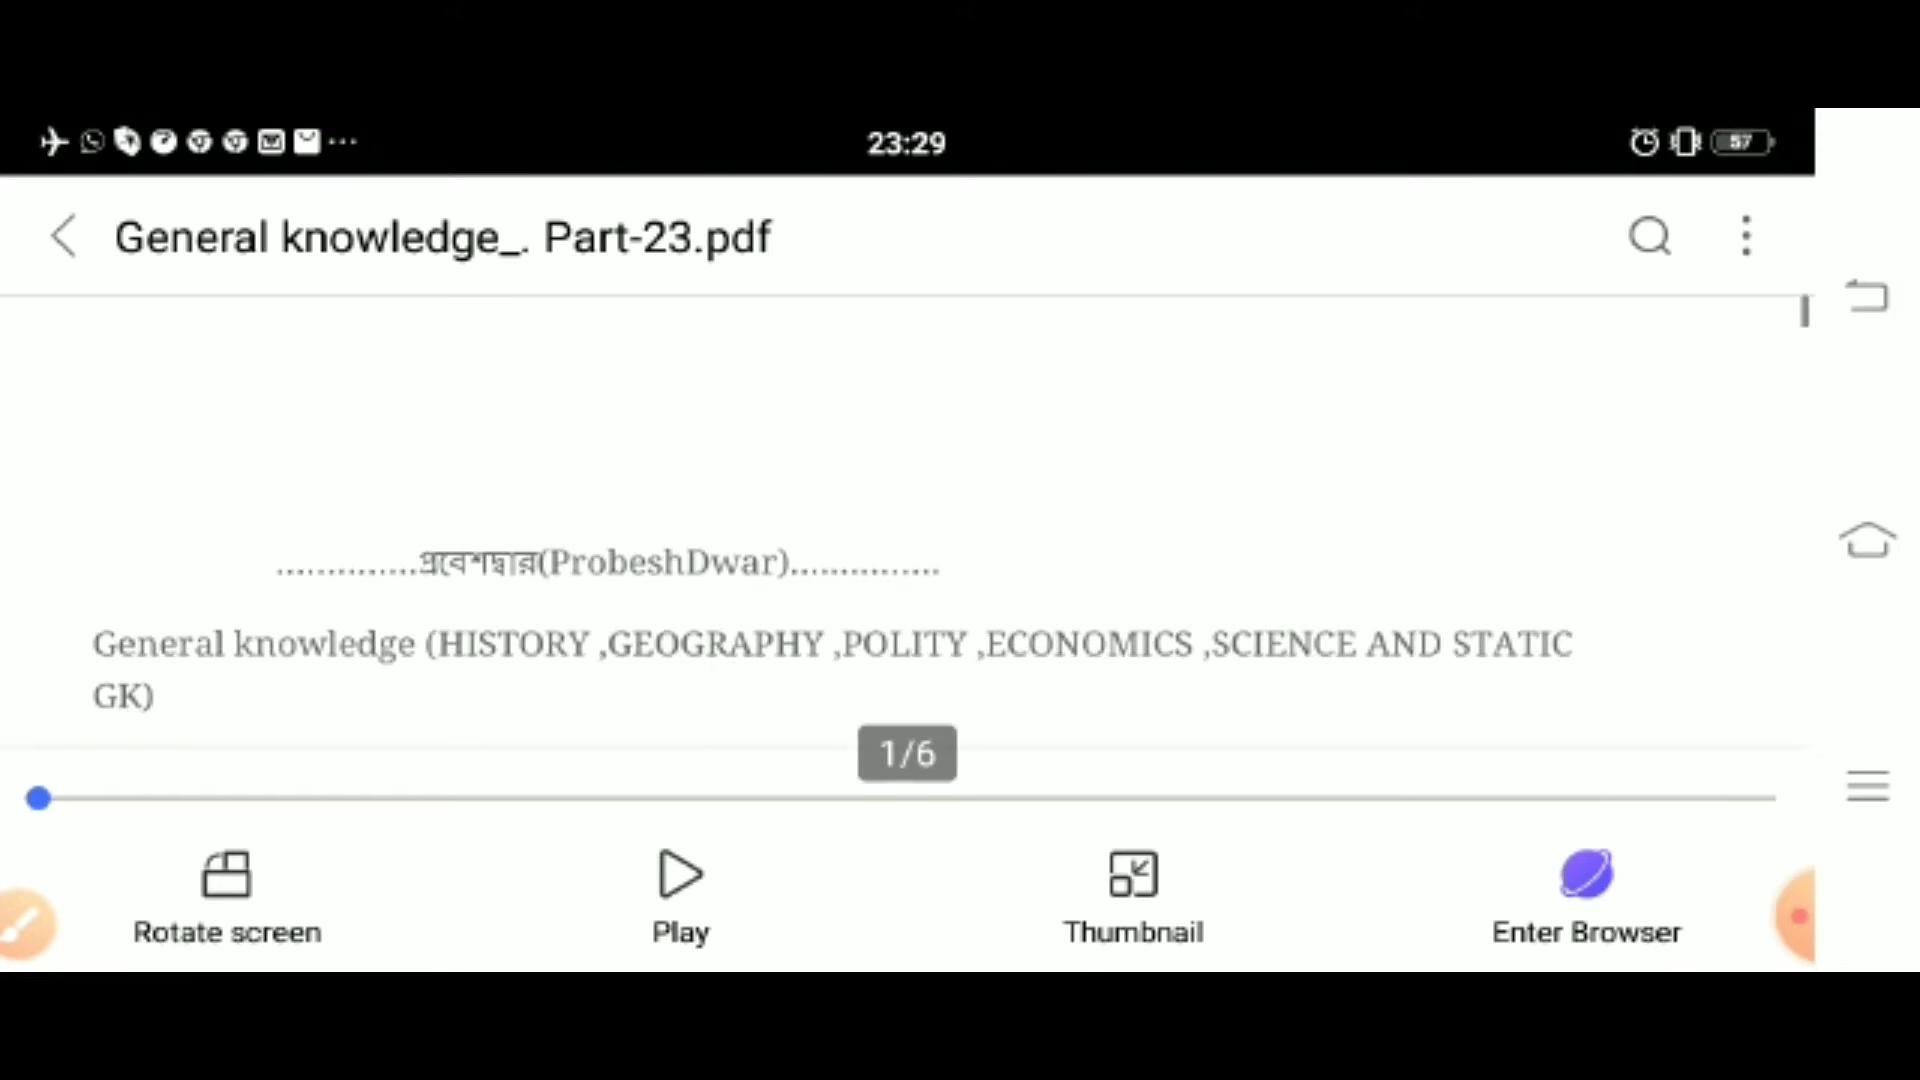 23:29
57
General knowledge_. Part-23.pdf
..............প্রবেশদ্বার(ProbeshDwar)...............
General knowledge (HISTORY ,GEOGRAPHY ,POLITY ,ECONOMICS ,SCIENCE AND STATIC
GK)
1/6
Rotate screen
Play
Thumbnail
Enter Browser